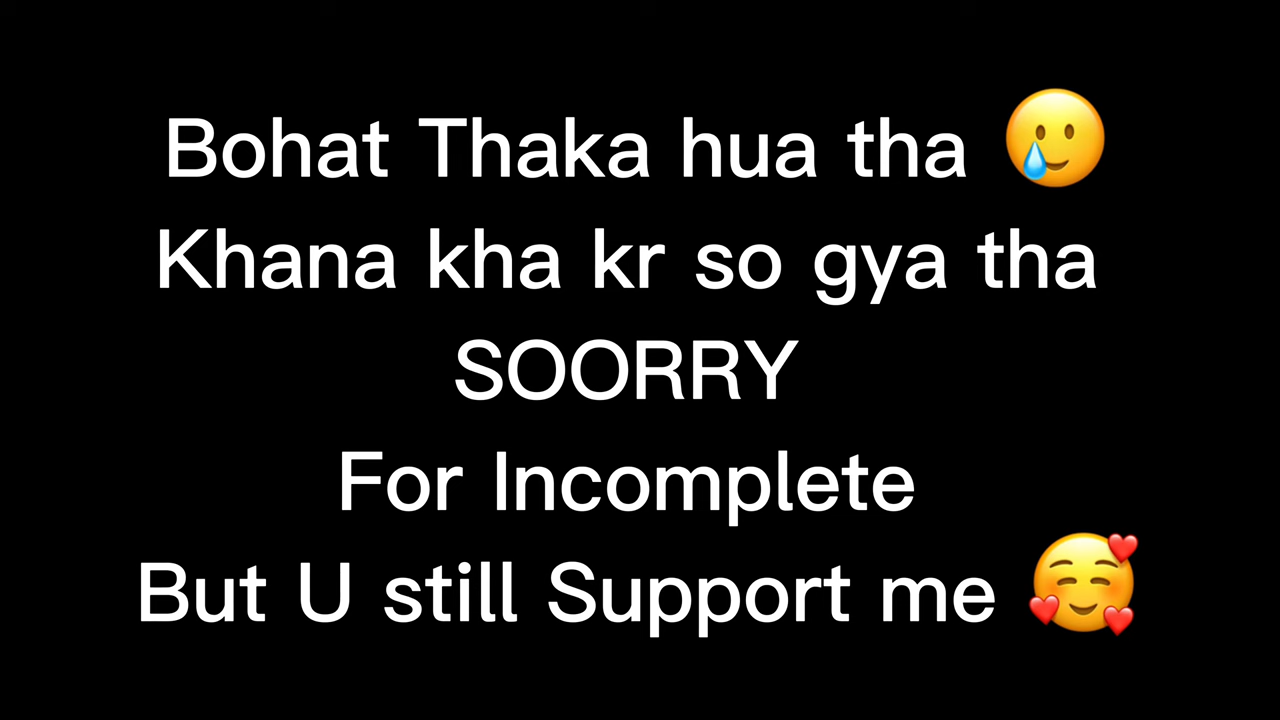 Bohat Thaka hua tha 🥲
Khana kha kr so gya tha
SOORRY
For Incomplete
But U still Support me 🥰